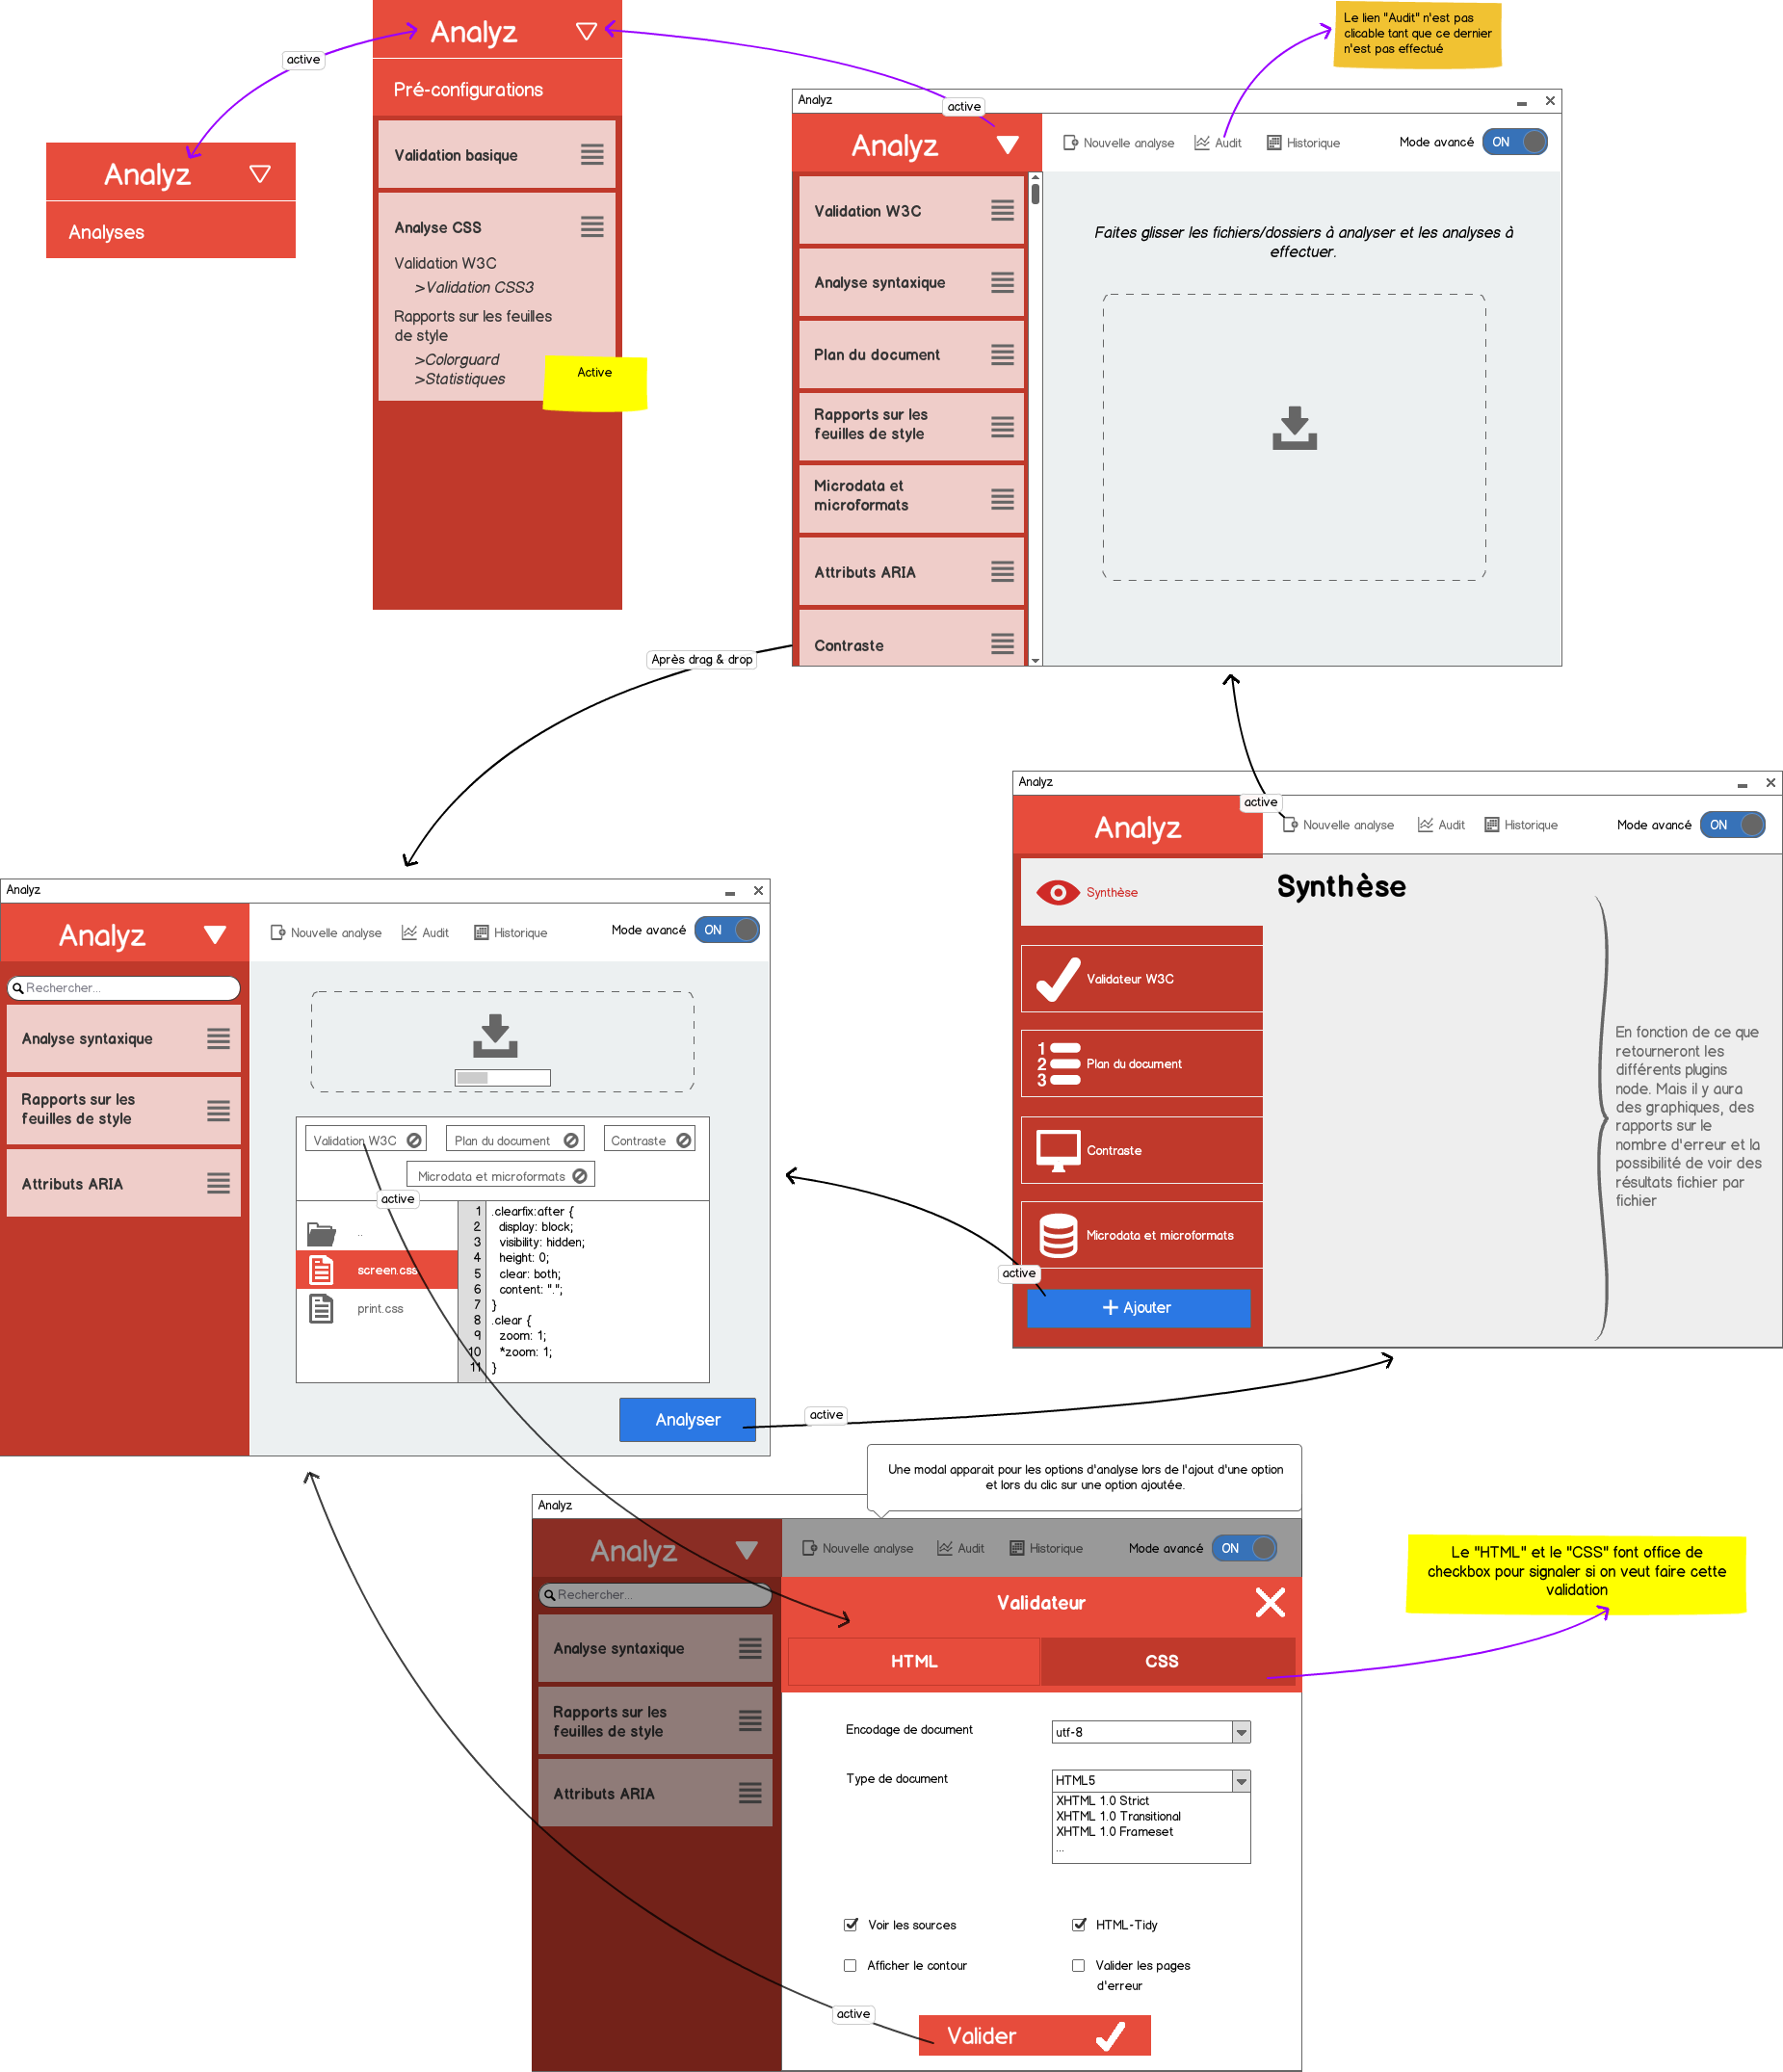 Le lien "Audit" n'est pas
clicable tant que ce dernier
n'est pas effectué
Analyz
active
Pré-configurations
Validation basique
Analyse CSS
Validation W3C
>Validation CSS3
Rapports sur les feuilles
de style
>Colorguard
>Statistiques
Active
Analyz
Analyses
Analyz
active
Analyz
Nouvelle analyse
Audit
Historique
Mode avancé
ON
Validation W3C
Analyse syntaxique
Plan du document
Rapports sur les
feuilles de style
Microdata et
microformats
Attributs ARIA
Contraste
Faites glisser les fichiers/dossiers à analyser et les analyses à
effectuer.
Après drag & drop
Analyz
active
Analyz
Nouvelle analyse
Audit
Historique
Mode avancé
ON
Synthèse
Validateur W3C
1
2
3
Plan du document
Contraste
Microdata et microformats
active
Ajouter
Synthèse
En fonction de ce que
retourneront les
différents plugins
node. Mais il y aura
des graphiques, des
rapports sur le
nombre d'erreur et la
possibilité de voir des
résultats fichier par
fichier
Analyz
Analyz
Nouvelle analyse
Audit
Historique
Mode avancé
ON
Rechercher...
Analyse syntaxique
Rapports sur les
feuilles de style
Attributs ARIA
Validation W3C
Plan du document
Contraste
Microdata et microformats
active
..
screen.css
print.css
1 .clearfix:after {
2 display: block;
3 visibility: hidden;
4 height: 0;
5 clear: both;
6 content: ".";
7 }
8 .clear {
9 zoom: 1;
10 *zoom: 1;
11 }
Analyser
active
Une modal apparait pour les options d'analyse lors de l'ajout d'une option
et lors du clic sur une option ajoutée.
Analyz
Analyz
Nouvelle analyse
Audit
Historique
Mode avancé
ON
Rechercher...
Analyse syntaxique
Rapports sur les
feuilles de style
Attributs ARIA
Validateur
HTML
CSS
Le "HTML" et le "CSS" font office de
checkbox pour signaler si on veut faire cette
validation
Encodage de document
utf-8
Type de document
HTML5
XHTML 1.0 Strict
XHTML 1.0 Transitional
XHTML 1.0 Frameset
...
Voir les sources
HTML-Tidy
Afficher le contour
Valider les pages
d'erreur
active
Valider